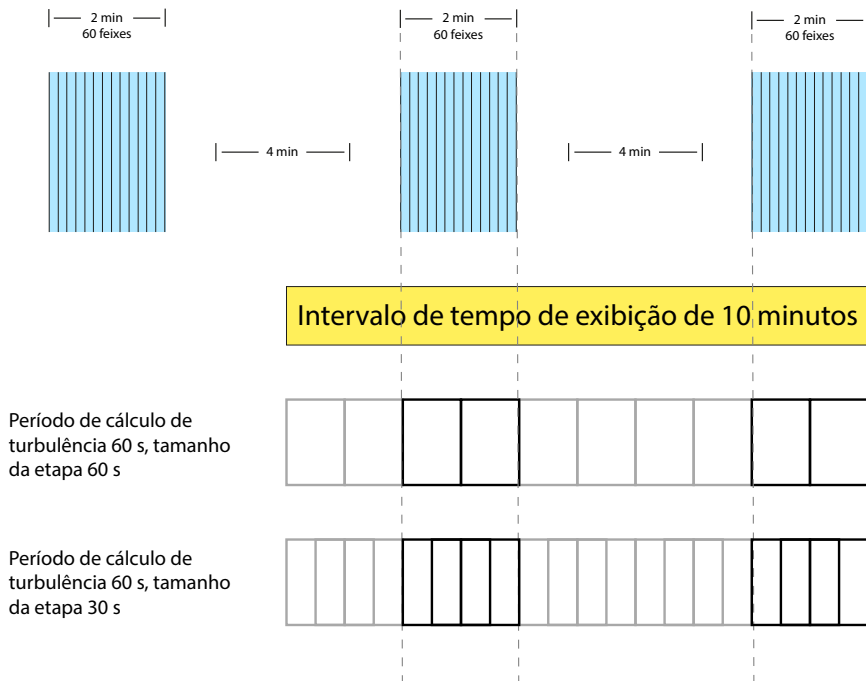 2 min
60 feixes
2 min
60 feixes
2 min
60 feixes
4 min
4 min
Intervalo de tempo de exibição de 10 minutos
Período de cálculo de
turbulência 60 s, tamanho
da etapa 60 s
Período de cálculo de
turbulência 60 s, tamanho
da etapa 30 s